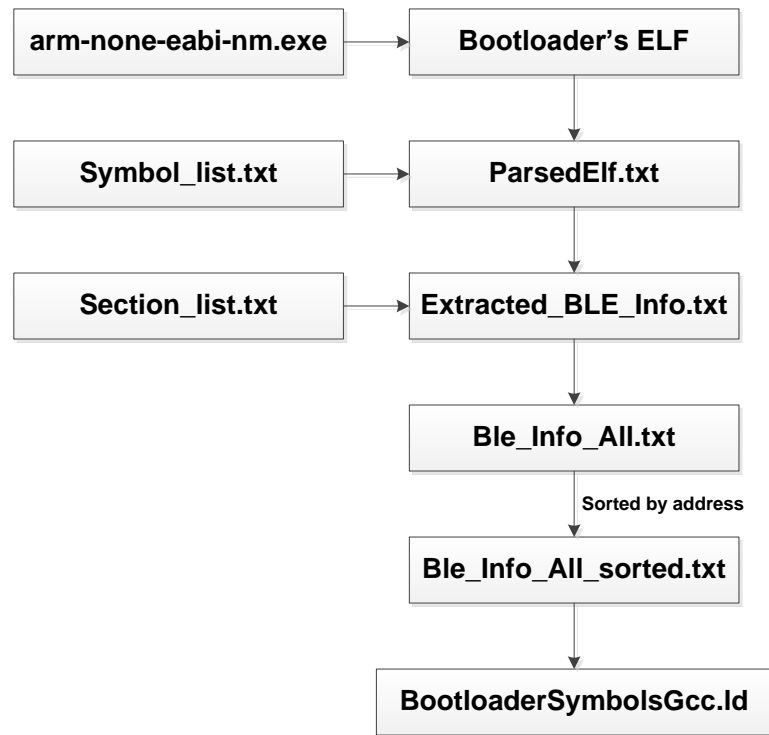 arm-none-eabi-nm.exe
Bootloader’s ELF
Symbol_list.txt
ParsedElf.txt
Section_list.txt
Extracted_BLE_Info.txt
Ble_Info_All.txt
Sorted by address
Ble_Info_All_sorted.txt
BootloaderSymbolsGcc.ld